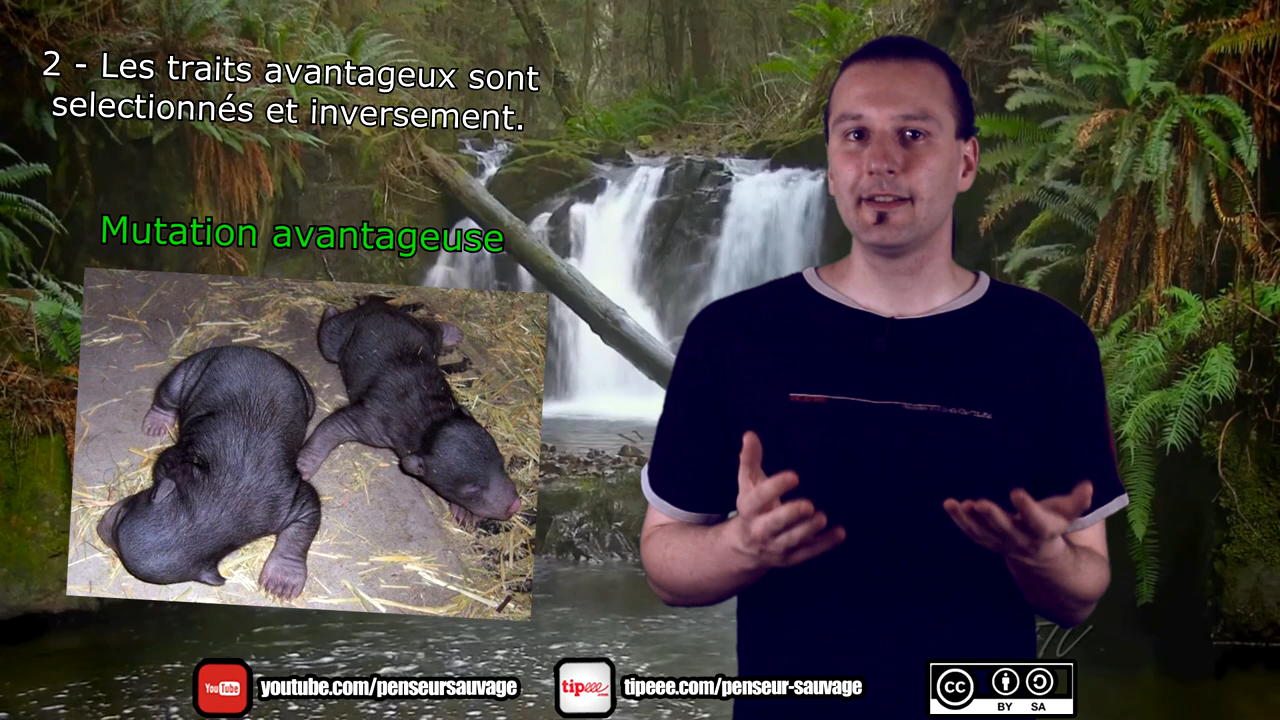 2 - Les traits avantageux sont
selectionnés et inversement.
Mutation avantageuse
YouTube
youtube.com/penseursauvage
tipeee
tipeee.com/penseur-sauvage
cc
BY SA